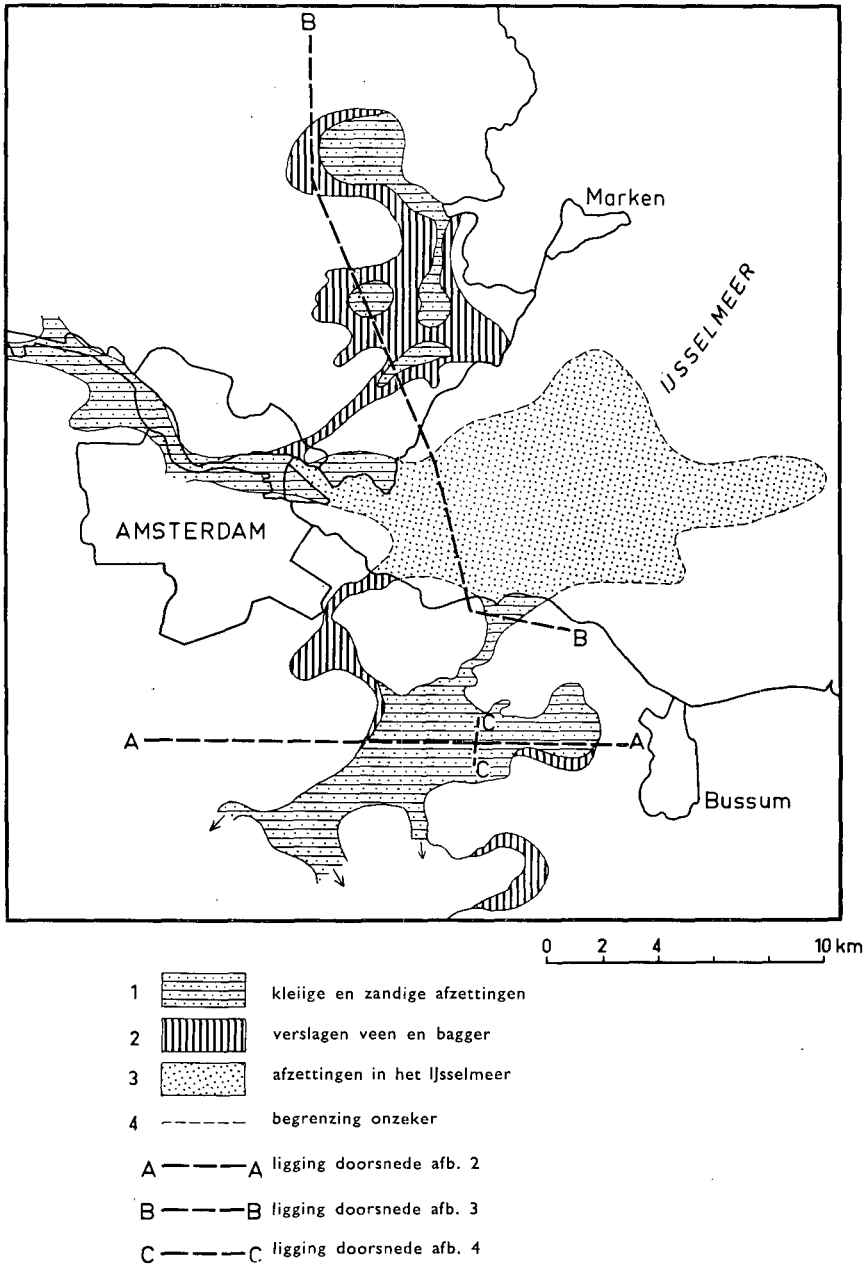 B
Marken
IJSSELMEER
AMSTERDAM
B
A
C
A
C
Bussum
0 2 4 10 km
1 kleiige en zandige afzettingen
2 verslagen veen en bagger
3 afzettingen in het IJsselmeer
4 begrenzing onzeker
A A ligging doorsnede afb. 2
B B ligging doorsnede afb. 3
C C ligging doorsnede afb. 4